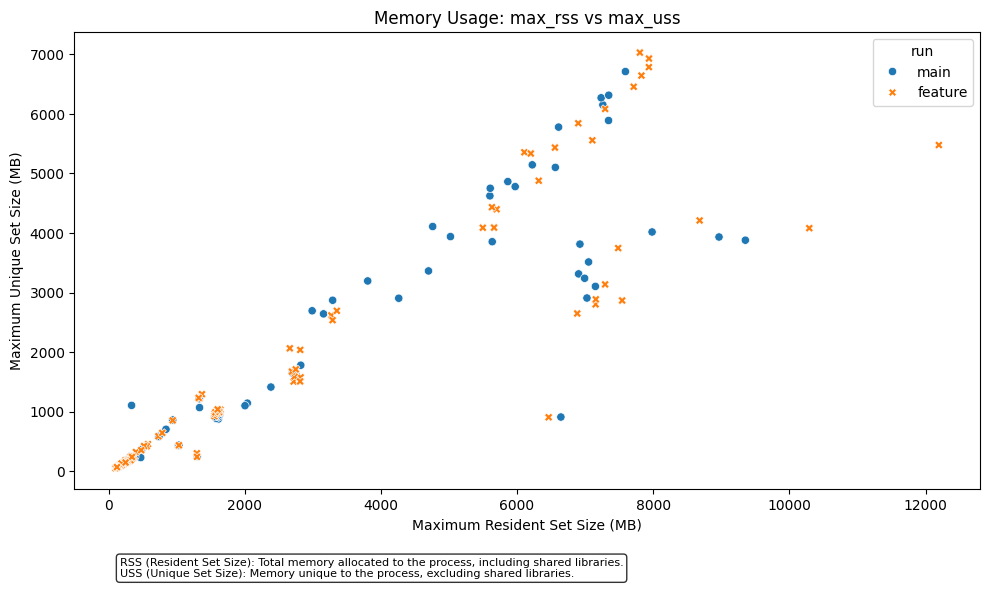 Memory Usage: max_rss vs max_uss
run
main
feature
7000
6000
5000
4000
3000
2000
1000
0
Maximum Unique Set Size (MB)
0
2000
4000
6000
8000
10000
12000
Maximum Resident Set Size (MB)
RSS (Resident Set Size): Total memory allocated to the process, including shared libraries.
USS (Unique Set Size): Memory unique to the process, excluding shared libraries.